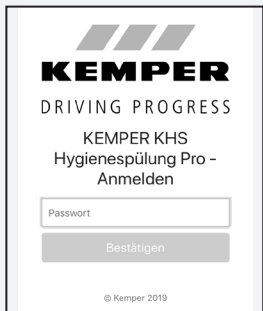 KEMPER
DRIVING PROGRESS
KEMPER KHS
Hygienespülung Pro -
Anmelden
Passwort
Bestätigen
© Kemper 2019